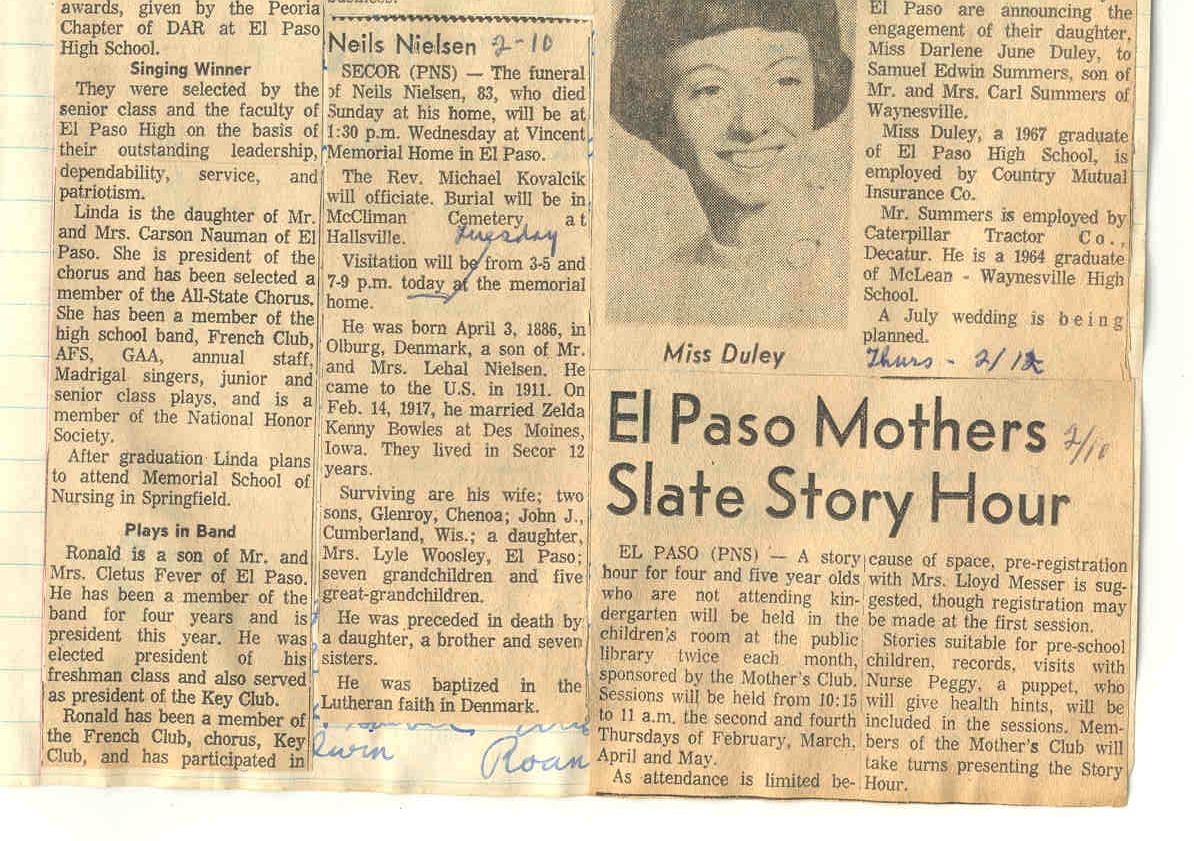 awards, given by the Peoria
Chapter of DAR at El Paso
High School.
Singing Winner
They were selected by the
senior class and the faculty of
El Paso High on the basis of
their outstanding leadership,
dependability, service, and
patriotism.
Linda is the daughter of Mr.
and Mrs. Carson Nauman of El
Paso. She is president of the
chorus and has been selected a
member of the All-State Chorus.
She has been a member of the
high school band, French Club,
AFS, GAA, annual staff,
Madrigal singers, junior and
senior class plays, and is a
member of the National Honor
Society.
After graduation Linda plans
to attend Memorial School of
Nursing in Springfield.
Plays in Band
Ronald is a son of Mr. and
Mrs. Cletus Fever of El Paso.
He has been a member of the
band for four years and is
president this year. He was
elected president of his
freshman class and also served
as president of the Key Club.
Ronald has been a member of
the French Club, chorus, Key
Club, and has participated in
Neils Nielsen 2-10
SECOR (PNS) — The funeral
of Neils Nielsen, 83, who died
Sunday at his home, will be at
1:30 p.m. Wednesday at Vincent
Memorial Home in El Paso.
The Rev. Michael Kovalcik
will officiate. Burial will be in
McCliman Cemetery at
Hallsville. Tuesday
Visitation will be from 3-5 and
7-9 p.m. today at the memorial
home.
He was born April 3, 1886, in
Olburg, Denmark, a son of Mr.
and Mrs. Lehal Nielsen. He
came to the U.S. in 1911. On
Feb. 14, 1917, he married Zelda
Kenny Bowles at Des Moines,
Iowa. They lived in Secor 12
years.
Surviving are his wife; two
sons, Glenroy, Chenoa; John J.,
Cumberland, Wis.; a daughter,
Mrs. Lyle Woosley, El Paso;
seven grandchildren and five
great-grandchildren.
He was preceded in death by
a daughter, a brother and seven
sisters.
He was baptized in the
Lutheran faith in Denmark.
Roan
Miss Duley
El Paso are announcing the
engagement of their daughter,
Miss Darlene June Duley, to
Samuel Edwin Summers, son of
Mr. and Mrs. Carl Summers of
Waynesville.
Miss Duley, a 1967 graduate
of El Paso High School, is
employed by Country Mutual
Insurance Co.
Mr. Summers is employed by
Caterpillar Tractor Co.,
Decatur. He is a 1964 graduate
of McLean - Waynesville High
School.
A July wedding is being
planned.
Thurs - 2/12
El Paso Mothers 2/10
Slate Story Hour
EL PASO (PNS) — A story
hour for four and five year olds
who are not attending kin-
dergarten will be held in the
children's room at the public
library twice each month,
sponsored by the Mother's Club.
Sessions will be held from 10:15
to 11 a.m. the second and fourth
Thursdays of February, March,
April and May.
As attendance is limited be-
cause of space, pre-registration
with Mrs. Lloyd Messer is sug-
gested, though registration may
be made at the first session.
Stories suitable for pre-school
children, records, visits with
Nurse Peggy, a puppet, who
will give health hints, will be
included in the sessions. Mem-
bers of the Mother's Club will
take turns presenting the Story
Hour.